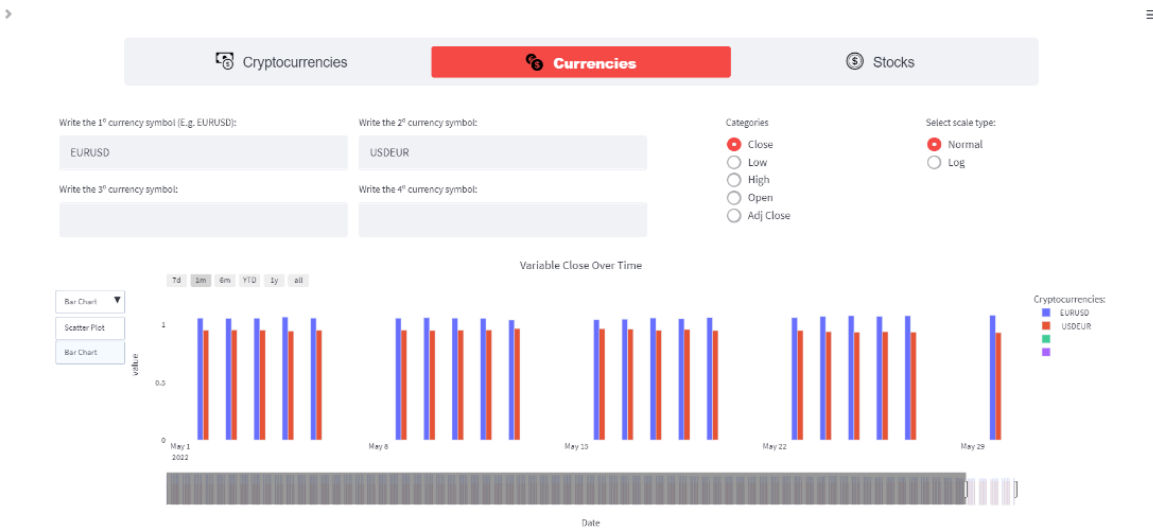 Cryptocurrencies
Currencies
Stocks
Write the 1º currency symbol (E.g. EURUSD):
Write the 2º currency symbol:
Categories
Select scale type:
EURUSD
USDEUR
Close
Normal
Low
Log
High
Write the 3º currency symbol:
Write the 4º currency symbol:
Open
Adj Close
Variable Close Over Time
7d 1m 6m YTD 1y all
Bar Chart ▼
Scatter Plot
Bar Chart
Cryptocurrencies:
EURUSD
USDEUR
value
1
0.5
0
May 1
2022
May 8
May 15
May 22
May 29
Date